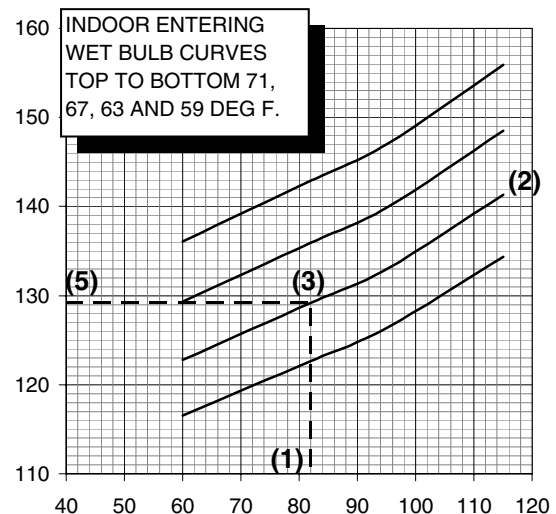 160
INDOOR ENTERING
WET BULB CURVES
TOP TO BOTTOM 71,
67, 63 AND 59 DEG F.
150
140
(2)
130
(5)
(3)
120
110
(1)
40 50 60 70 80 90 100 110 120